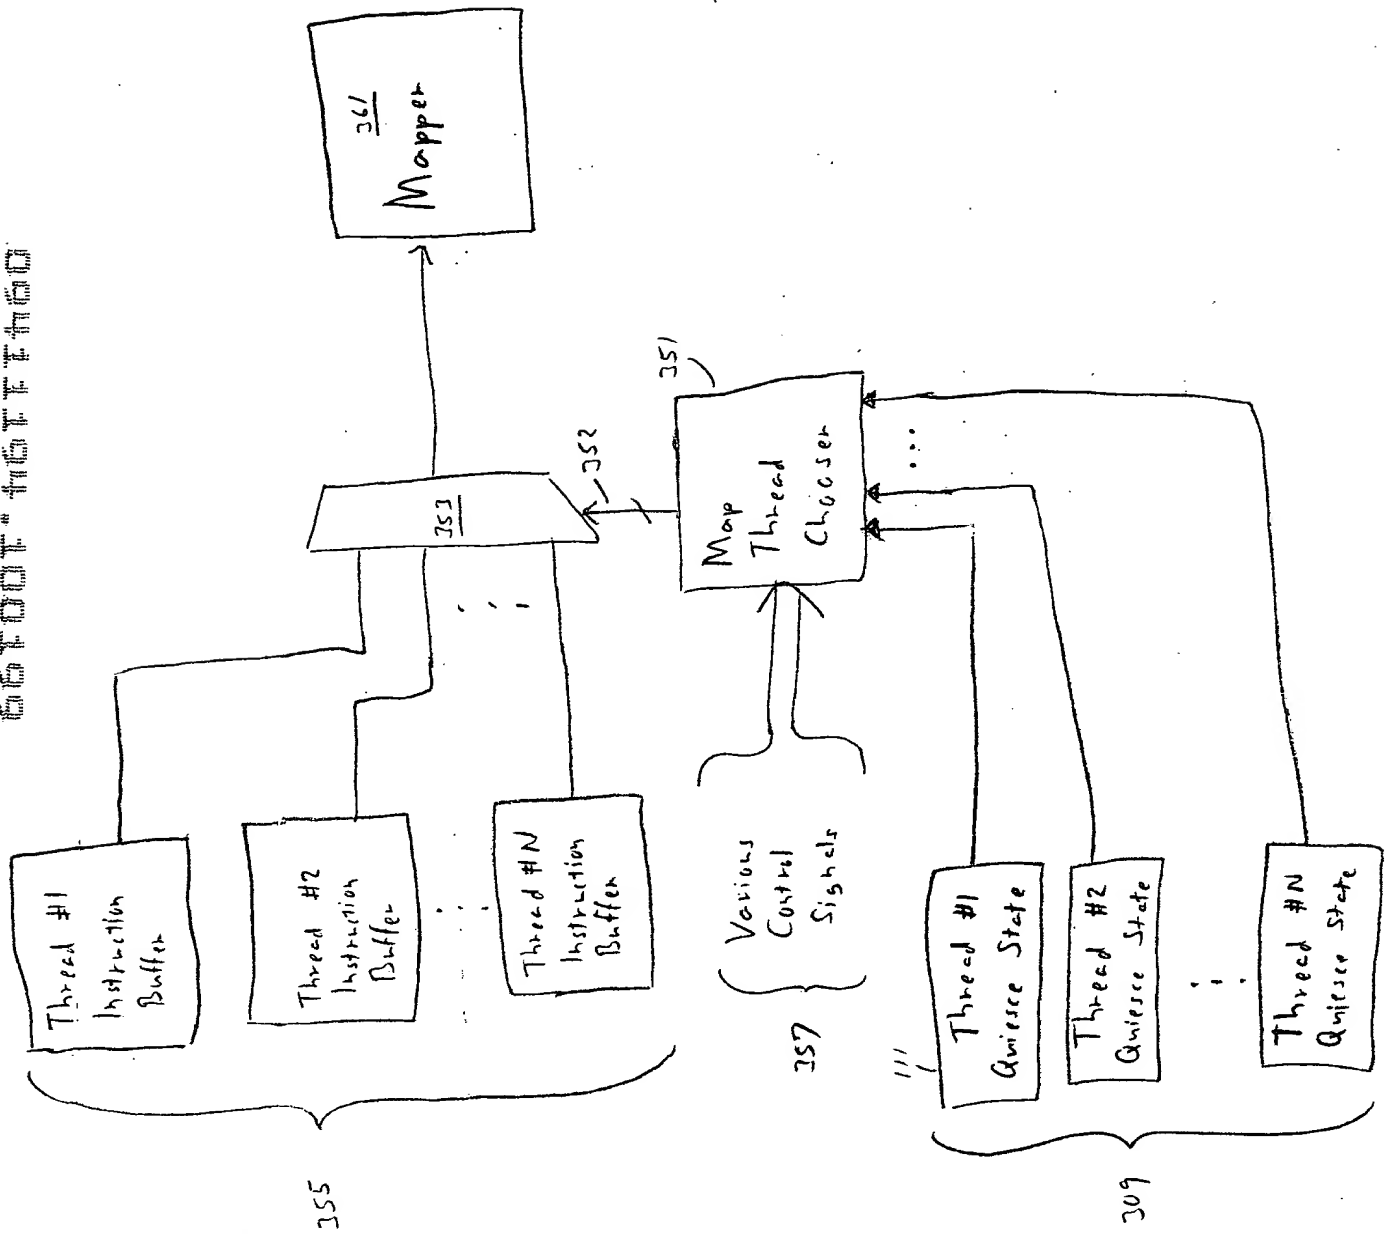 Thread #1
Instruction
Buffer
355
Thread #2
Instruction
Buffer
Thread #N
Instruction
Buffer
353
361
Mapper
352
351
Map
Thread
Chooser
Various
Control
Signals
357
111
Thread #1
Quiesce State
Thread #2
Quiesce State
309
Thread #N
Quiesce State